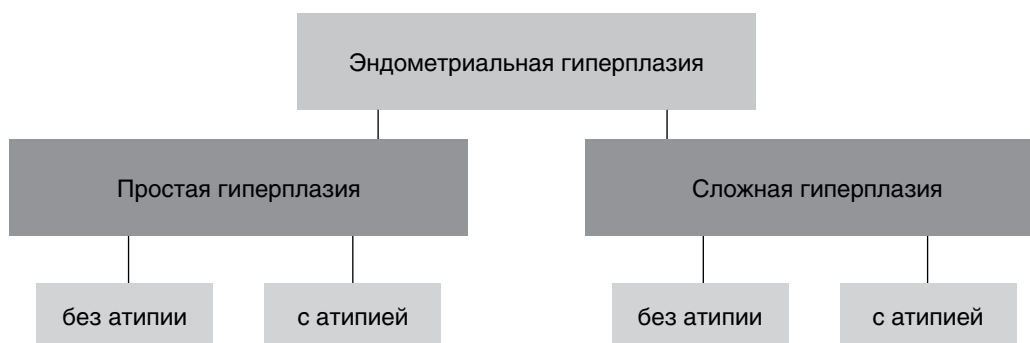 Эндометриальная гиперплазия
Простая гиперплазия
Сложная гиперплазия
без атипии
с атипией
без атипии
с атипией